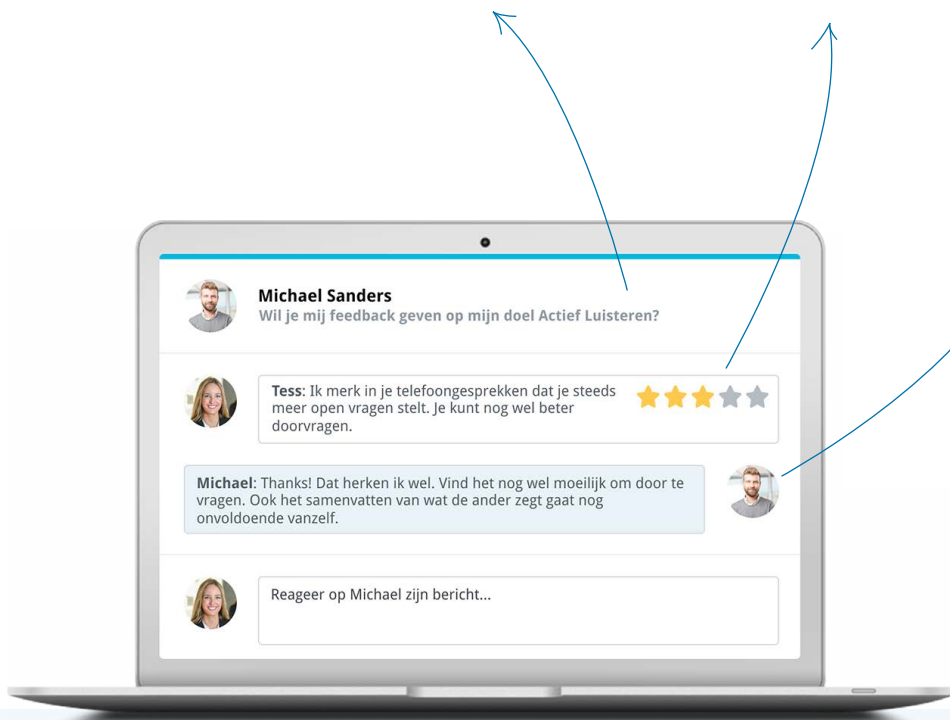 Michael Sanders
Wil je mij feedback geven op mijn doel Actief Luisteren?
Tess: Ik merk in je telefoongesprekken dat je steeds
meer open vragen stelt. Je kunt nog wel beter
doorvragen.
Michael: Thanks! Dat herken ik wel. Vind het nog wel moeilijk om door te
vragen. Ook het samenvatten van wat de ander zegt gaat nog
onvoldoende vanzelf.
Reageer op Michael zijn bericht...